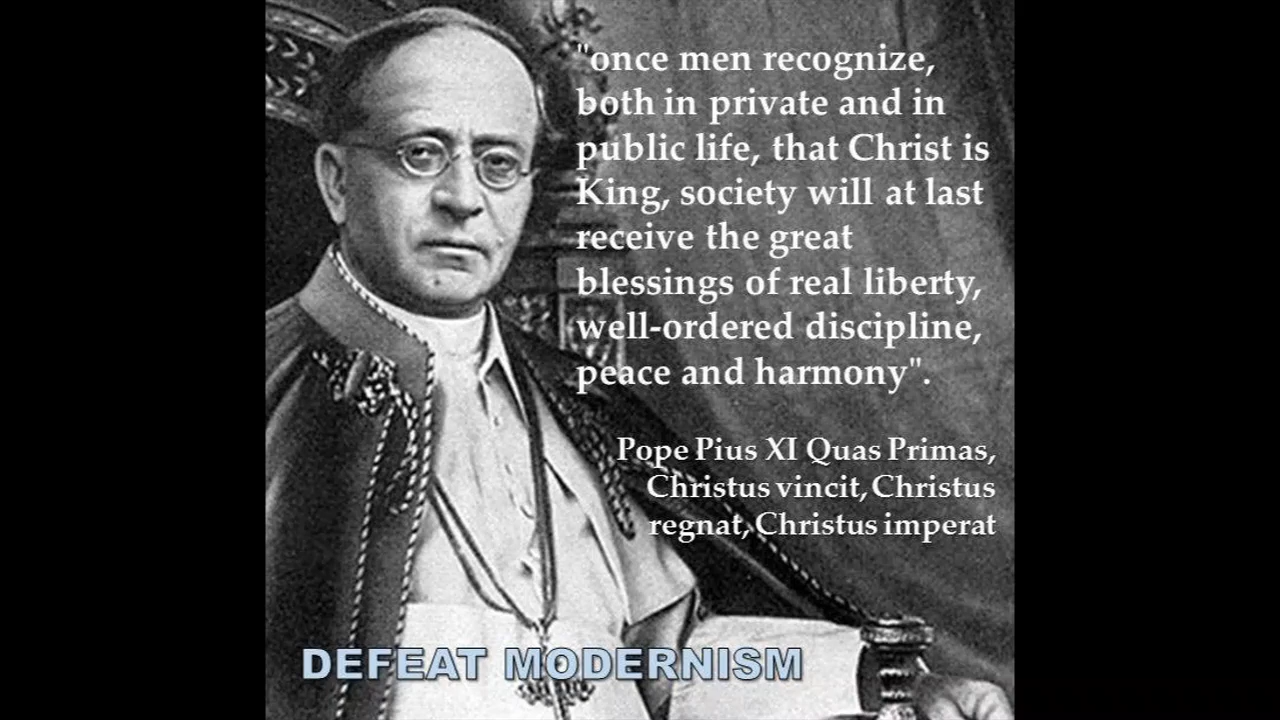 "once men recognize,
both in private and in
public life, that Christ is
King, society will at last
receive the great
blessings of real liberty,
well-ordered discipline,
peace and harmony".
Pope Pius XI Quas Primas,
Christus vincit, Christus
regnat, Christus imperat
DEFEAT MODERNISM